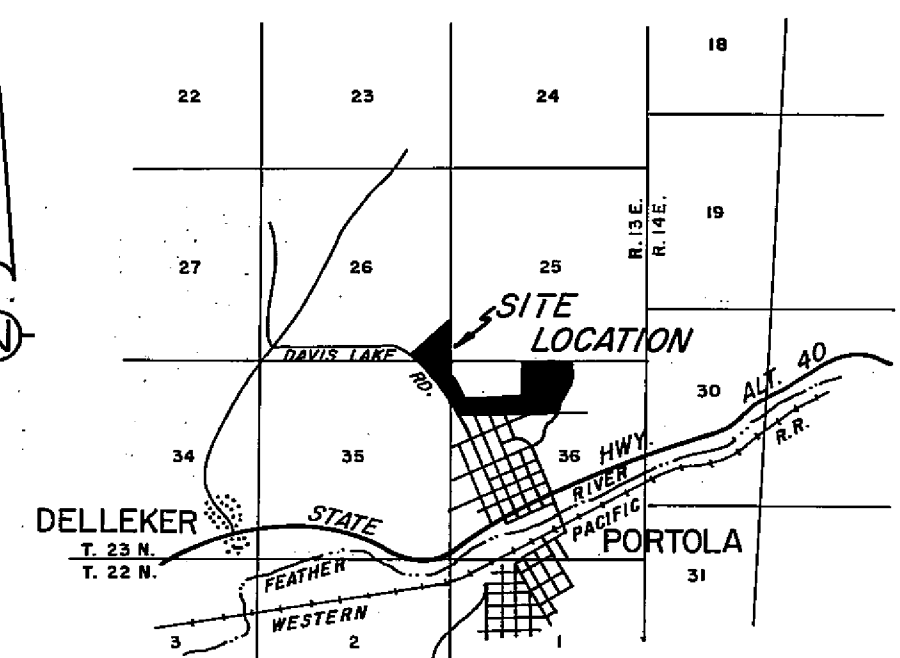 18
22
23
24
R. 13 E.
R. 14 E.
19
27
26
25
SITE
LOCATION
DAVIS LAKE
RD.
30
ALT. 40
R.R.
34
35
36
HWY.
RIVER
PACIFIC
DELLEKER
STATE
PORTOLA
T. 23 N.
T. 22 N.
FEATHER
31
WESTERN
3
2
1